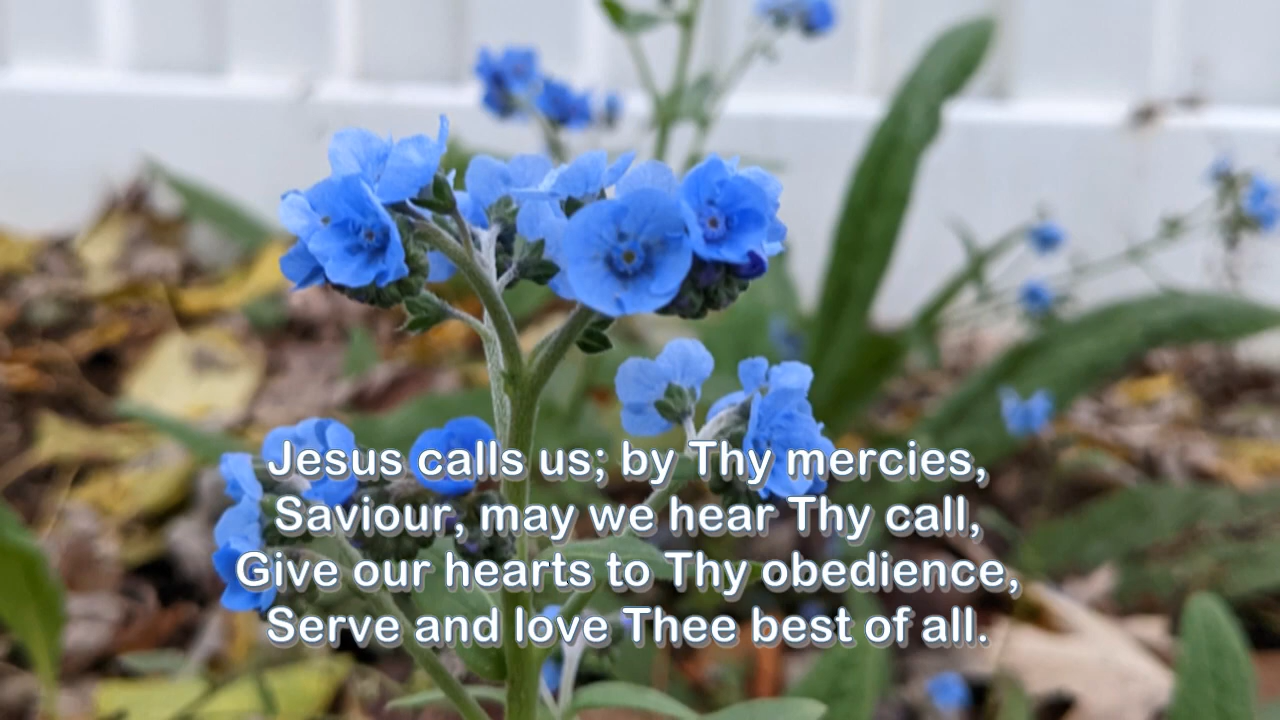 Jesus calls us; by Thy mercies,
Saviour, may we hear Thy call,
Give our hearts to Thy obedience,
Serve and love Thee best of all.